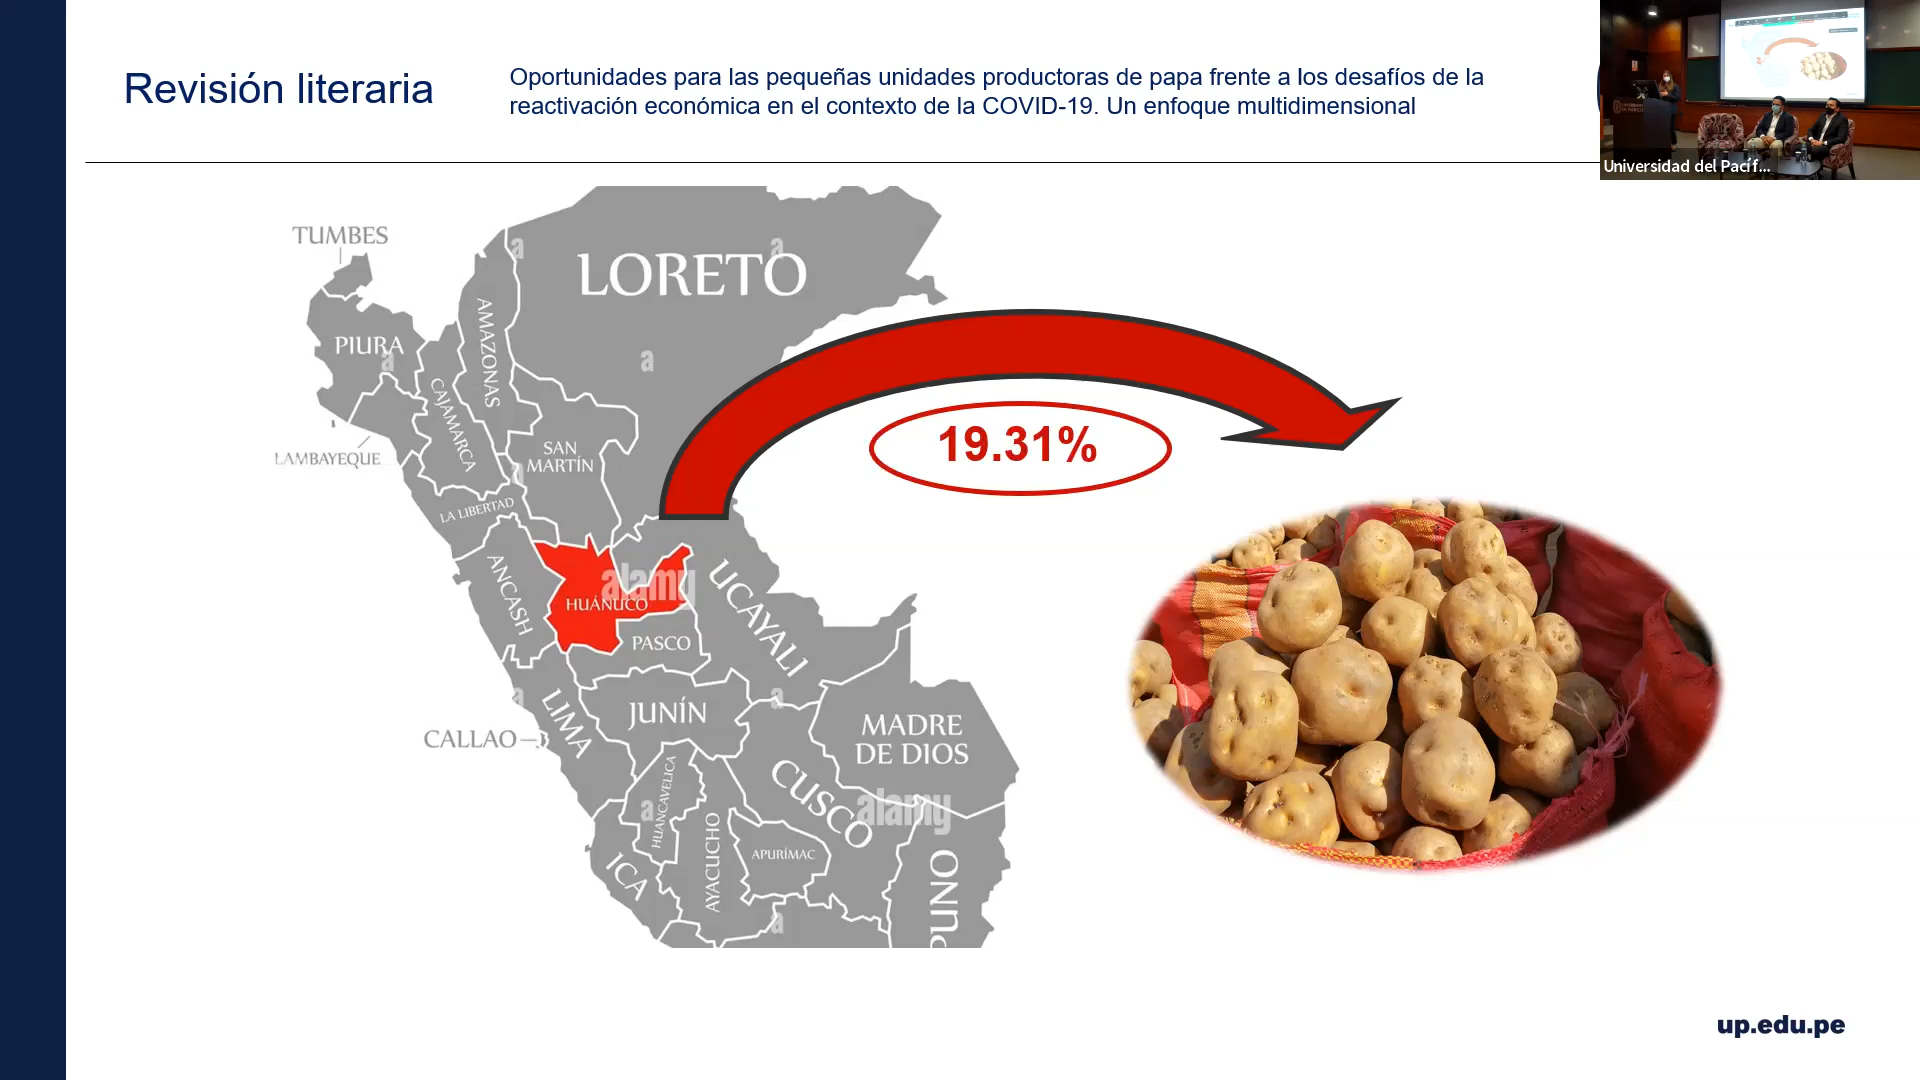 Revisión literaria
Oportunidades para las pequeñas unidades productoras de papa frente a los desafíos de la
reactivación económica en el contexto de la COVID-19. Un enfoque multidimensional
Universidad del Pacíf...
TUMBES
LORETO
PIURA
AMAZONAS
CAJAMARCA
LAMBAYEQUE
SAN
MARTÍN
19.31%
LA LIBERTAD
ANCASH
HUÁNUCO
alamy
UCAYALI
PASCO
LIMA
JUNÍN
CALLAO
MADRE
DE DIOS
CUSCO
alamy
HUANCAVELICA
AYACUCHO
APURÍMAC
ICA
PUNO
a
a
a
a
a
a
a
a
a
up.edu.pe